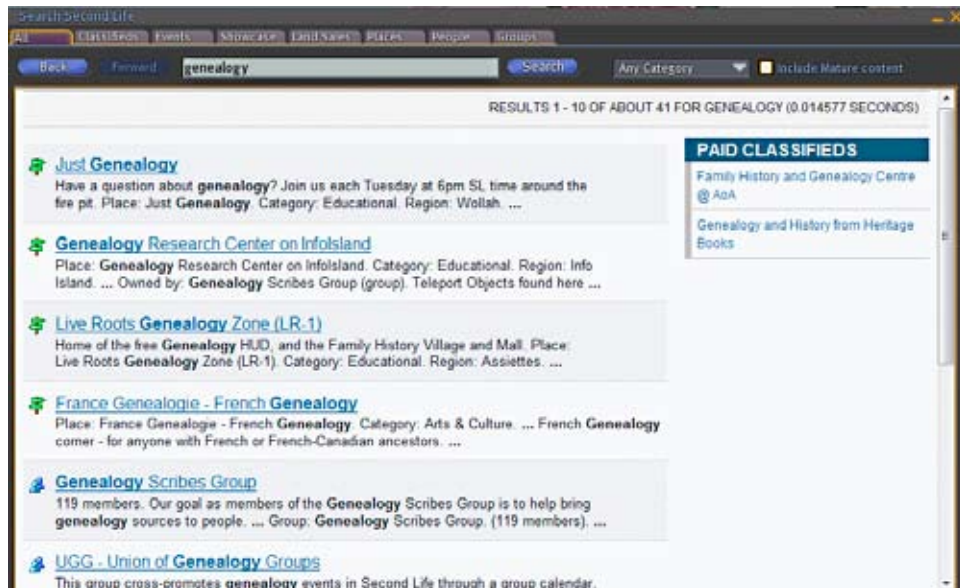 Search Second Life
All Classifieds Events Showcase Land Sales Places People Groups
Back Forward genealogy Search Any Category Include Mature content
RESULTS 1 - 10 OF ABOUT 41 FOR GENEALOGY (0.014577 SECONDS)
Just Genealogy
Have a question about genealogy? Join us each Tuesday at 6pm SL time around the
fire pit. Place: Just Genealogy. Category: Educational. Region: Wollah. ...
Genealogy Research Center on InfoIsland
Place: Genealogy Research Center on InfoIsland. Category: Educational. Region: Info
Island. ... Owned by: Genealogy Scribes Group (group). Teleport Objects found here ...
Live Roots Genealogy Zone (LR-1)
Home of the free Genealogy HUD, and the Family History Village and Mall. Place:
Live Roots Genealogy Zone (LR-1). Category: Educational. Region: Assiettes. ...
France Genealogie - French Genealogy
Place: France Genealogie - French Genealogy. Category: Arts & Culture. ... French Genealogy
corner - for anyone with French or French-Canadian ancestors. ...
Genealogy Scribes Group
119 members. Our goal as members of the Genealogy Scribes Group is to help bring
genealogy sources to people. ... Group: Genealogy Scribes Group. (119 members). ...
UGG - Union of Genealogy Groups
This group cross-promotes genealogy events in Second Life through a group calendar.
PAID CLASSIFIEDS
Family History and Genealogy Centre
@ AoA
Genealogy and History from Heritage
Books